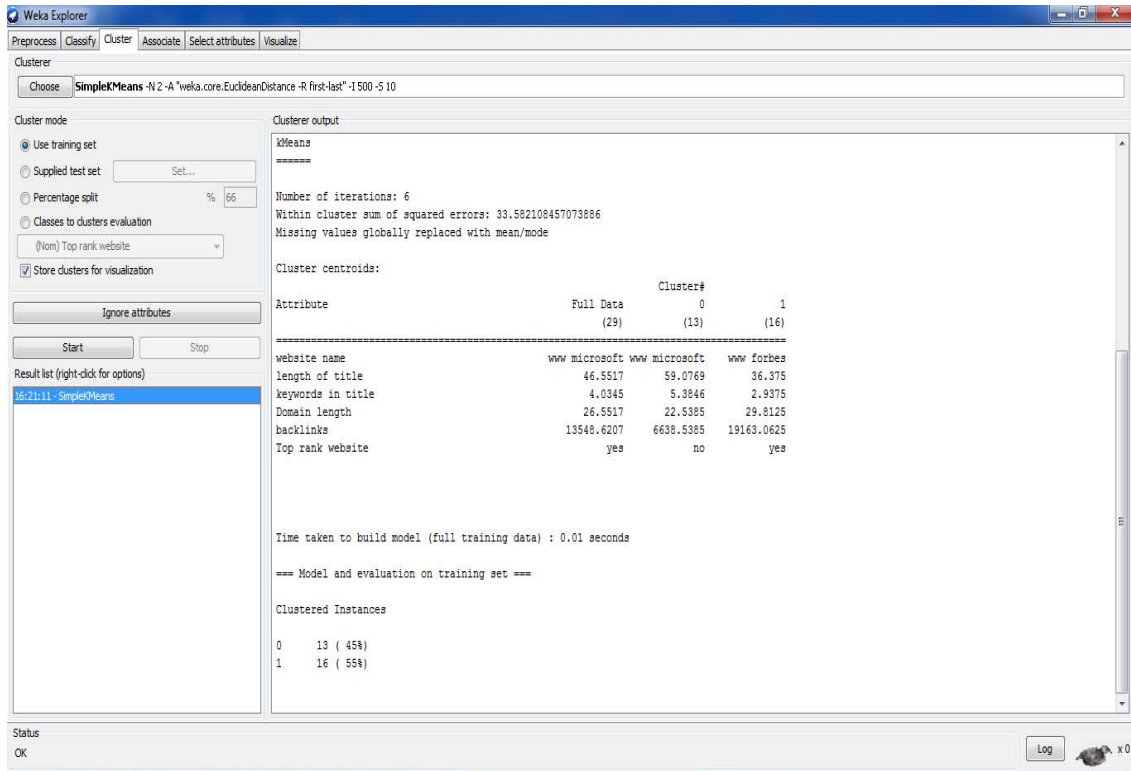 Weka Explorer
Preprocess Classify Cluster Associate Select attributes Visualize
Clusterer
Choose SimpleKMeans -N 2 -A "weka.core.EuclideanDistance -R first-last" -I 500 -S 10
Cluster mode
Use training set
Supplied test set Set...
Percentage split % 66
Classes to clusters evaluation
(Nom) Top rank website
Store clusters for visualization
Ignore attributes
Start Stop
Result list (right-click for options)
16:21:11 - SimpleKMeans
Clusterer output
kMeans
======
Number of iterations: 6
Within cluster sum of squared errors: 33.582108457073886
Missing values globally replaced with mean/mode
Cluster centroids:
Cluster#
Attribute Full Data 0 1
(29) (13) (16)
website name www microsoft www microsoft www forbes
length of title 46.5517 59.0769 36.375
keywords in title 4.0345 5.3846 2.9375
Domain length 26.5517 22.5385 29.8125
backlinks 13548.6207 6638.5385 19163.0625
Top rank website yes no yes
Time taken to build model (full training data) : 0.01 seconds
=== Model and evaluation on training set ===
Clustered Instances
0 13 ( 45%)
1 16 ( 55%)
Status
OK
Log x 0